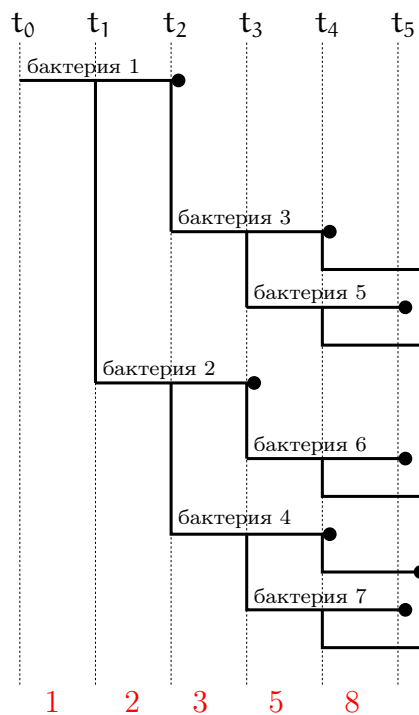 t₀ t₁ t₂ t₃ t₄ t₅
бактерия 1
бактерия 3
бактерия 5
бактерия 2
бактерия 6
бактерия 4
бактерия 7
1 2 3 5 8